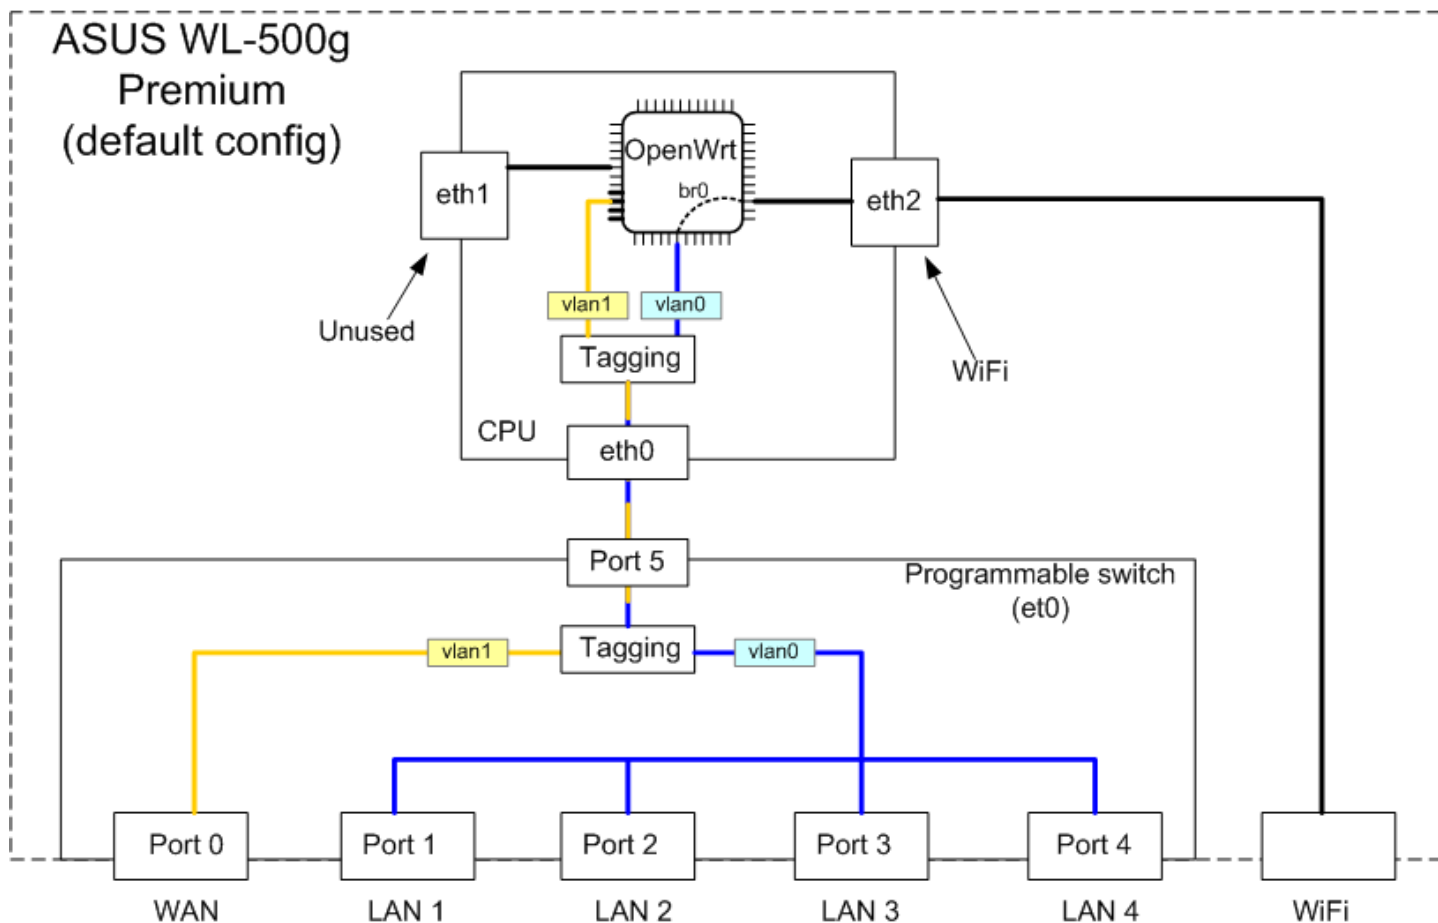 ASUS WL-500g
Premium
(default config)
OpenWrt
br0
eth1
eth2
vlan1
vlan0
Unused
Tagging
WiFi
CPU
eth0
Port 5
Programmable switch
(et0)
vlan1
Tagging
vlan0
Port 0
Port 1
Port 2
Port 3
Port 4
WAN
LAN 1
LAN 2
LAN 3
LAN 4
WiFi